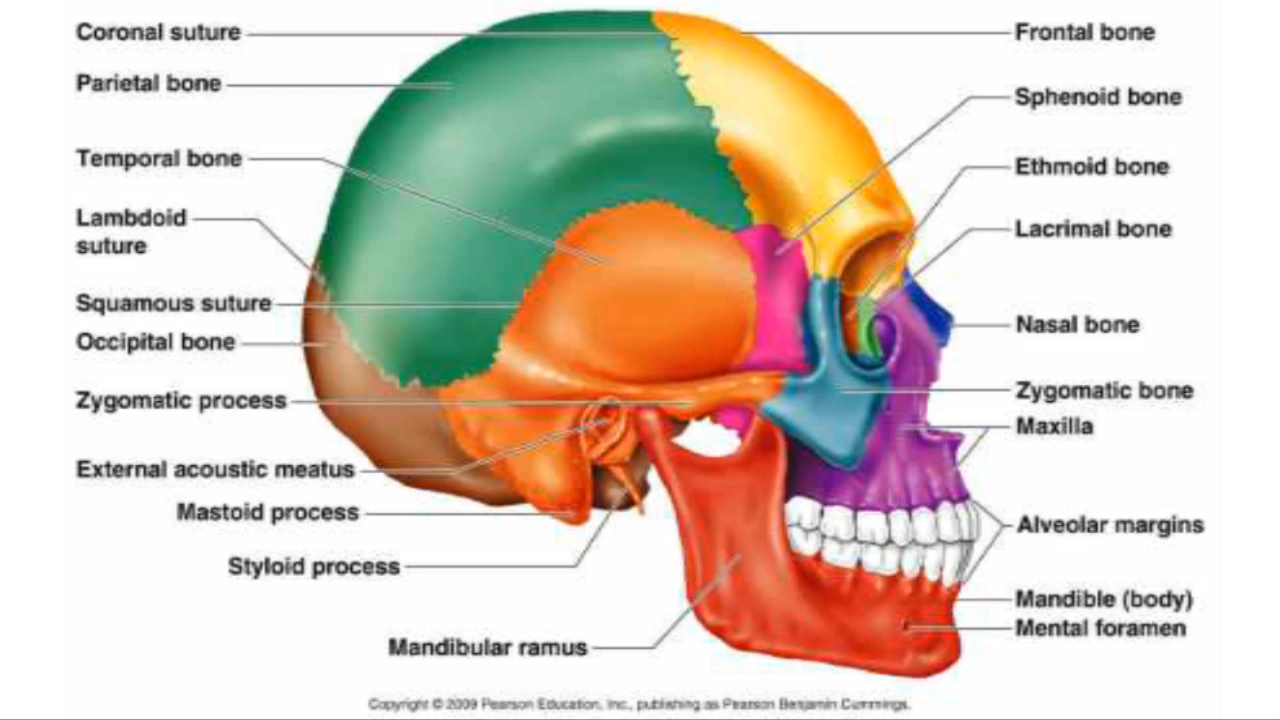 Coronal suture
Parietal bone
Temporal bone
Lambdoid
suture
Squamous suture
Occipital bone
Zygomatic process
External acoustic meatus
Mastoid process
Styloid process
Mandibular ramus
Frontal bone
Sphenoid bone
Ethmoid bone
Lacrimal bone
Nasal bone
Zygomatic bone
Maxilla
Alveolar margins
Mandible (body)
Mental foramen
Copyright © 2009 Pearson Education, Inc., publishing as Pearson Benjamin Cummings.